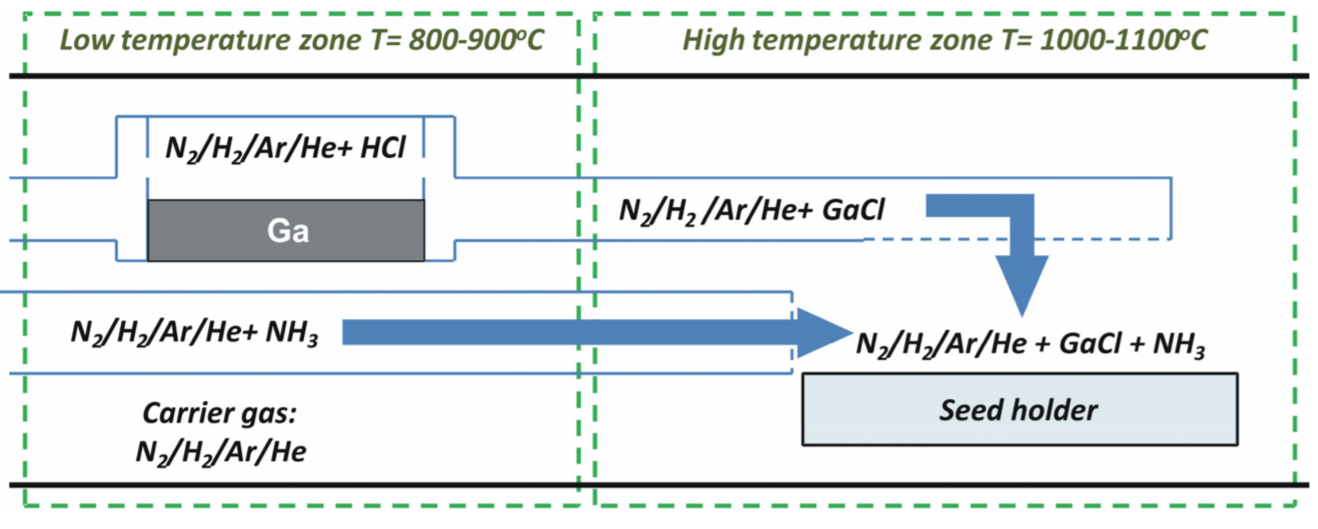 Low temperature zone T= 800-900°C
High temperature zone T= 1000-1100°C
N₂/H₂/Ar/He+ HCl
Ga
N₂/H₂ /Ar/He+ GaCl
N₂/H₂/Ar/He+ NH₃
N₂/H₂/Ar/He + GaCl + NH₃
Carrier gas:
N₂/H₂/Ar/He
Seed holder